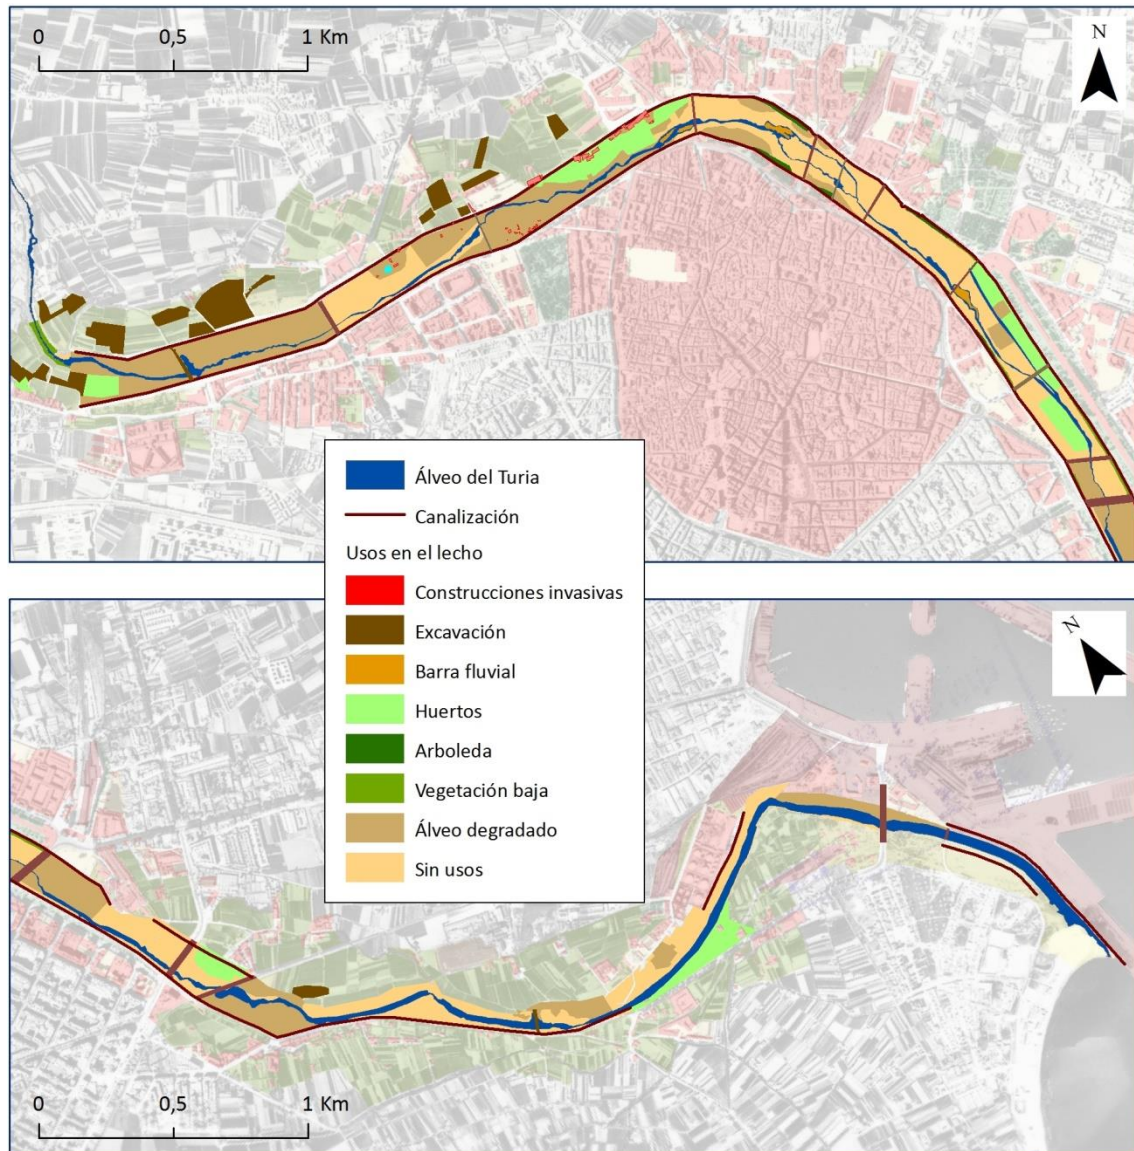 0 0,5 1 Km
N
Álveo del Turia
Canalización
Usos en el lecho
Construcciones invasivas
Excavación
Barra fluvial
Huertos
Arboleda
Vegetación baja
Álveo degradado
Sin usos
N
0 0,5 1 Km